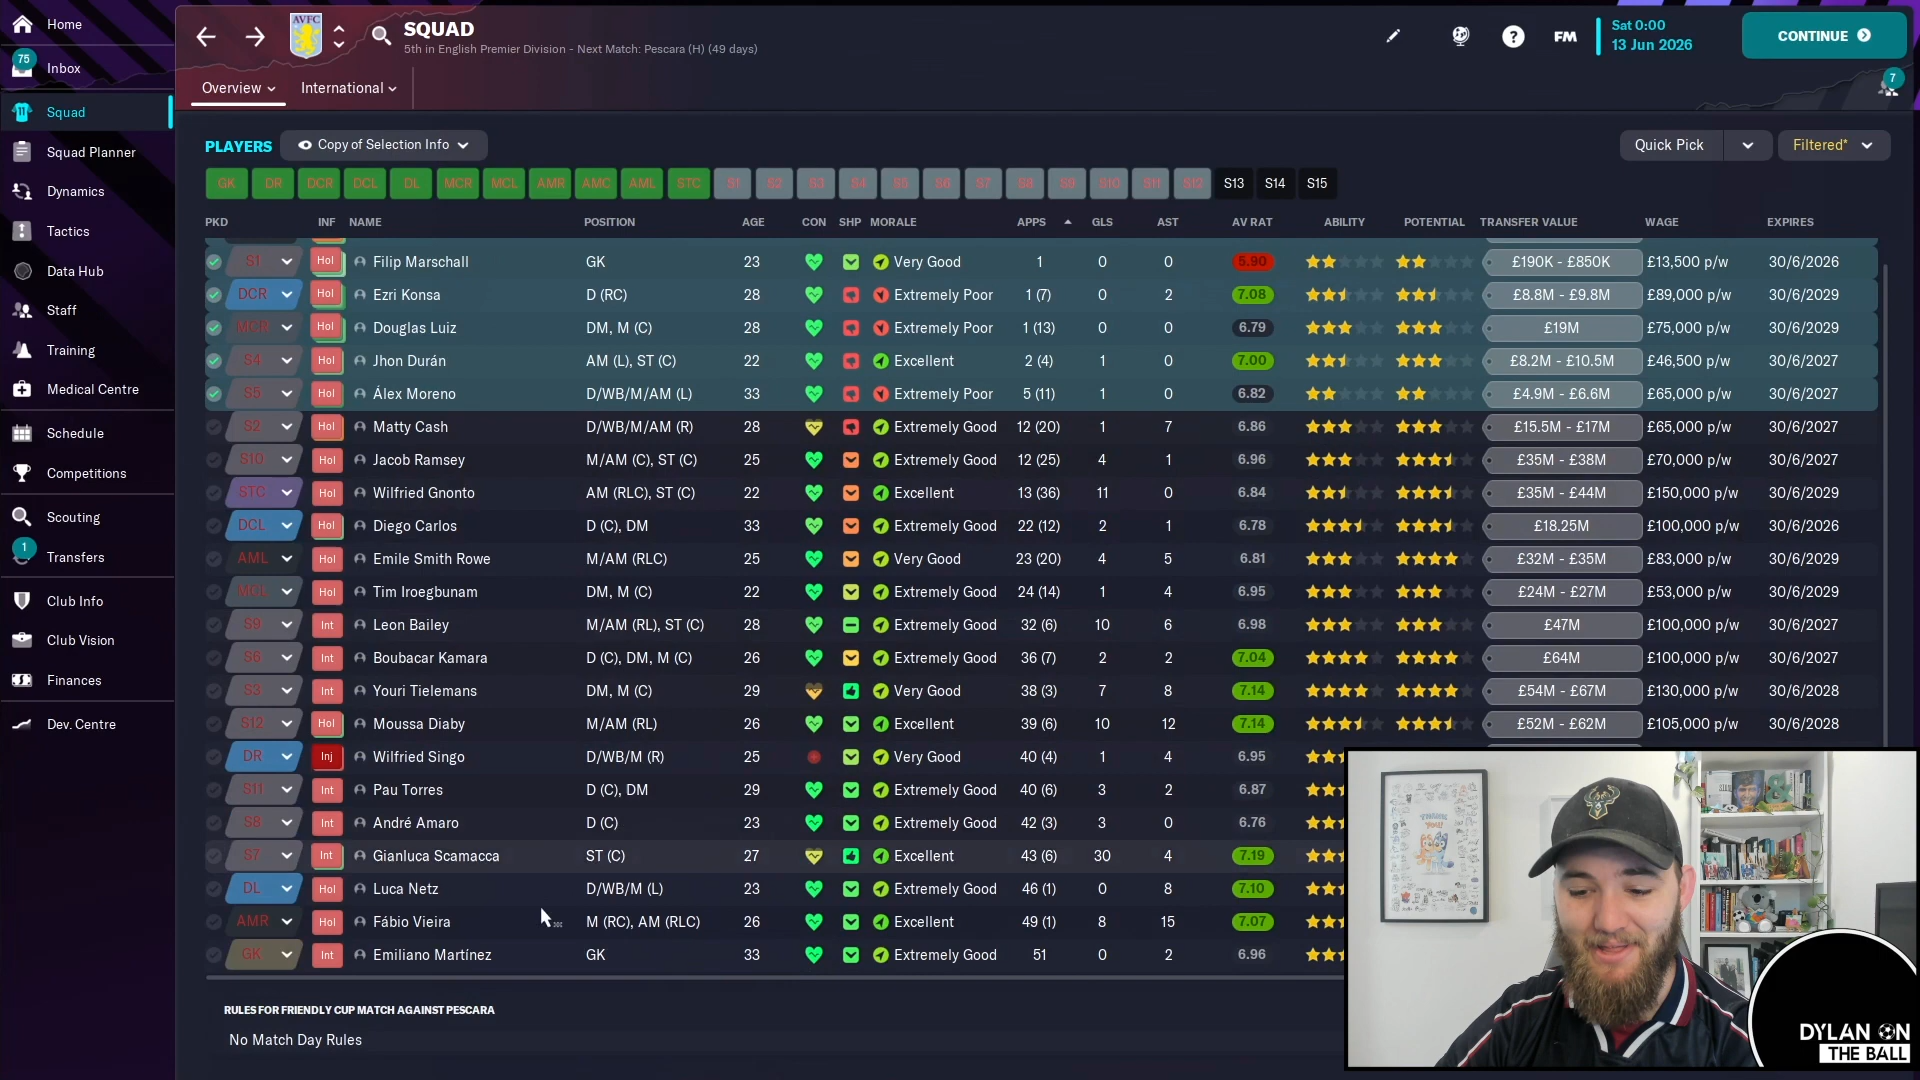 Home
75
Inbox
Squad
Squad Planner
Dynamics
Tactics
Data Hub
Staff
Training
Medical Centre
Schedule
Competitions
Scouting
1
Transfers
Club Info
Club Vision
Finances
Dev. Centre
AVFC
SQUAD
5th in English Premier Division - Next Match: Pescara (H) (49 days)
?
FM
Sat 0:00
13 Jun 2026
CONTINUE
Overview
International
7
PLAYERS
Copy of Selection Info
Quick Pick
Filtered*
GK DR DCR DCL DL MCR MCL AMR AMC AML STC S1 S2 S3 S4 S5 S6 S7 S8 S9 S10 S11 S12 S13 S14 S15
PKD INF NAME POSITION AGE CON SHP MORALE APPS GLS AST AV RAT ABILITY POTENTIAL TRANSFER VALUE WAGE EXPIRES
S1 Hol Filip Marschall GK 23 Very Good 1 0 0 5.90 £190K - £850K £13,500 p/w 30/6/2026
DCR Hol Ezri Konsa D (RC) 28 Extremely Poor 1 (7) 0 2 7.08 £8.8M - £9.8M £89,000 p/w 30/6/2029
MCR Hol Douglas Luiz DM, M (C) 28 Extremely Poor 1 (13) 0 0 6.79 £19M £75,000 p/w 30/6/2029
S4 Hol Jhon Durán AM (L), ST (C) 22 Excellent 2 (4) 1 0 7.00 £8.2M - £10.5M £46,500 p/w 30/6/2027
S5 Hol Álex Moreno D/WB/M/AM (L) 33 Extremely Poor 5 (11) 1 0 6.82 £4.9M - £6.6M £65,000 p/w 30/6/2027
S2 Hol Matty Cash D/WB/M/AM (R) 28 Extremely Good 12 (20) 1 7 6.86 £15.5M - £17M £65,000 p/w 30/6/2027
S10 Hol Jacob Ramsey M/AM (C), ST (C) 25 Extremely Good 12 (25) 4 1 6.96 £35M - £38M £70,000 p/w 30/6/2027
STC Hol Wilfried Gnonto AM (RLC), ST (C) 22 Excellent 13 (36) 11 0 6.84 £35M - £44M £150,000 p/w 30/6/2029
DCL Hol Diego Carlos D (C), DM 33 Extremely Good 22 (12) 2 1 6.78 £18.25M £100,000 p/w 30/6/2026
AML Hol Emile Smith Rowe M/AM (RLC) 25 Very Good 23 (20) 4 5 6.81 £32M - £35M £83,000 p/w 30/6/2029
MCL Hol Tim Iroegbunam DM, M (C) 22 Extremely Good 24 (14) 1 4 6.95 £24M - £27M £53,000 p/w 30/6/2029
S9 Int Leon Bailey M/AM (RL), ST (C) 28 Extremely Good 32 (6) 10 6 6.98 £47M £100,000 p/w 30/6/2027
S6 Int Boubacar Kamara D (C), DM, M (C) 26 Extremely Good 36 (7) 2 2 7.04 £64M £100,000 p/w 30/6/2027
S3 Int Youri Tielemans DM, M (C) 29 Very Good 38 (3) 7 8 7.14 £54M - £67M £130,000 p/w 30/6/2028
S12 Hol Moussa Diaby M/AM (RL) 26 Excellent 39 (6) 10 12 7.14 £52M - £62M £105,000 p/w 30/6/2028
DR Inj Wilfried Singo D/WB/M (R) 25 Very Good 40 (4) 1 4 6.95
S11 Int Pau Torres D (C), DM 29 Extremely Good 40 (6) 3 2 6.87
S8 Int André Amaro D (C) 23 Extremely Good 42 (3) 3 0 6.76
S7 Int Gianluca Scamacca ST (C) 27 Excellent 43 (6) 30 4 7.19
DL Hol Luca Netz D/WB/M (L) 23 Extremely Good 46 (1) 0 8 7.10
AMR Hol Fábio Vieira M (RC), AM (RLC) 26 Excellent 49 (1) 8 15 7.07
GK Int Emiliano Martínez GK 33 Extremely Good 51 0 2 6.96
RULES FOR FRIENDLY CUP MATCH AGAINST PESCARA
No Match Day Rules
DYLAN ON
THE BALL